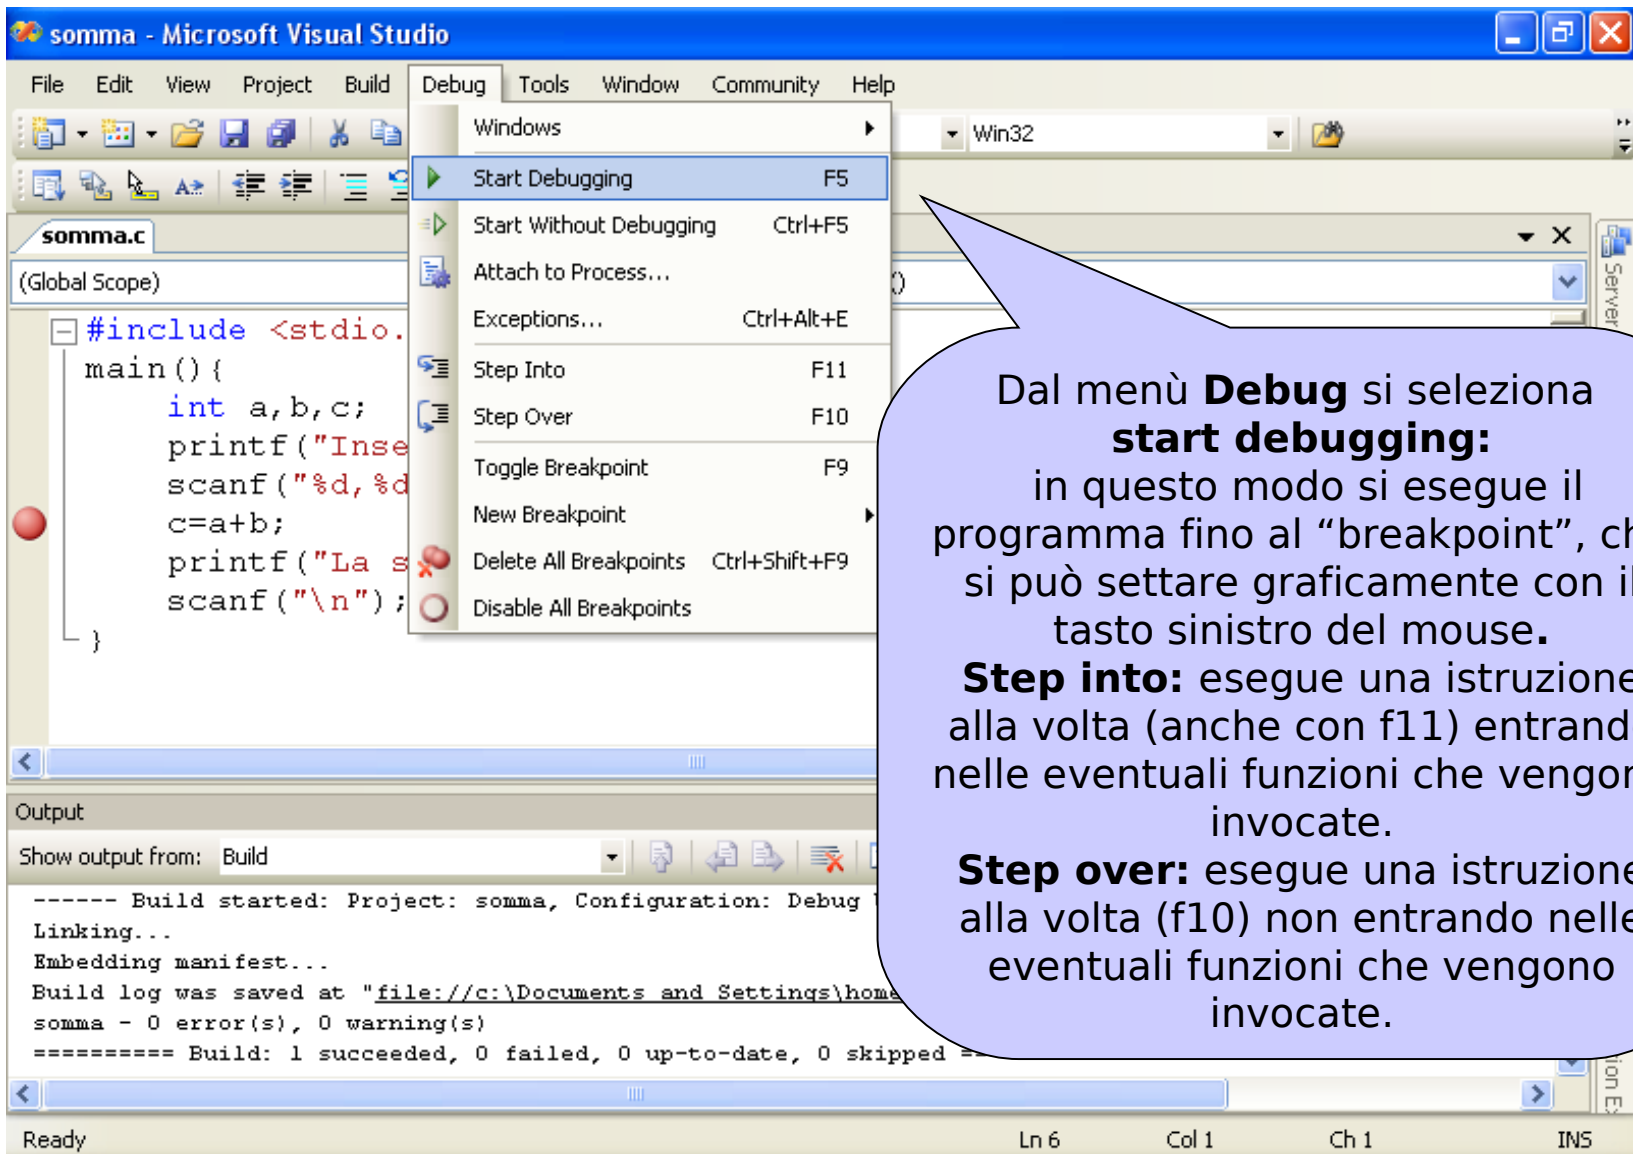 somma - Microsoft Visual Studio
File Edit View Project Build Debug Tools Window Community Help
Win32
Windows
Start Debugging F5
Start Without Debugging Ctrl+F5
Attach to Process...
Exceptions... Ctrl+Alt+E
Step Into F11
Step Over F10
Toggle Breakpoint F9
New Breakpoint
Delete All Breakpoints Ctrl+Shift+F9
Disable All Breakpoints
somma.c
(Global Scope) ()
#include <stdio.
main(){
int a,b,c;
printf("Inse
scanf("%d,%d
c=a+b;
printf("La s
scanf("\n");
}
Dal menù Debug si seleziona
start debugging:
in questo modo si esegue il
programma fino al “breakpoint”, ch
si può settare graficamente con il
tasto sinistro del mouse.
Step into: esegue una istruzione
alla volta (anche con f11) entrand
nelle eventuali funzioni che vengon
invocate.
Step over: esegue una istruzione
alla volta (f10) non entrando nelle
eventuali funzioni che vengono
invocate.
Server
Output
Show output from: Build
------ Build started: Project: somma, Configuration: Debug
Linking...
Embedding manifest...
Build log was saved at "file://c:\Documents and Settings\home
somma - 0 error(s), 0 warning(s)
========== Build: 1 succeeded, 0 failed, 0 up-to-date, 0 skipped ==
Ready Ln 6 Col 1 Ch 1 INS